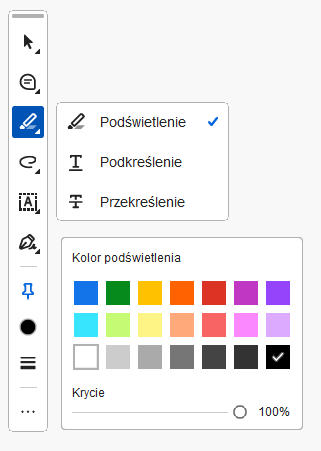 Podświetlenie
Podkreślenie
Przekreślenie
Kolor podświetlenia
Krycie
100%